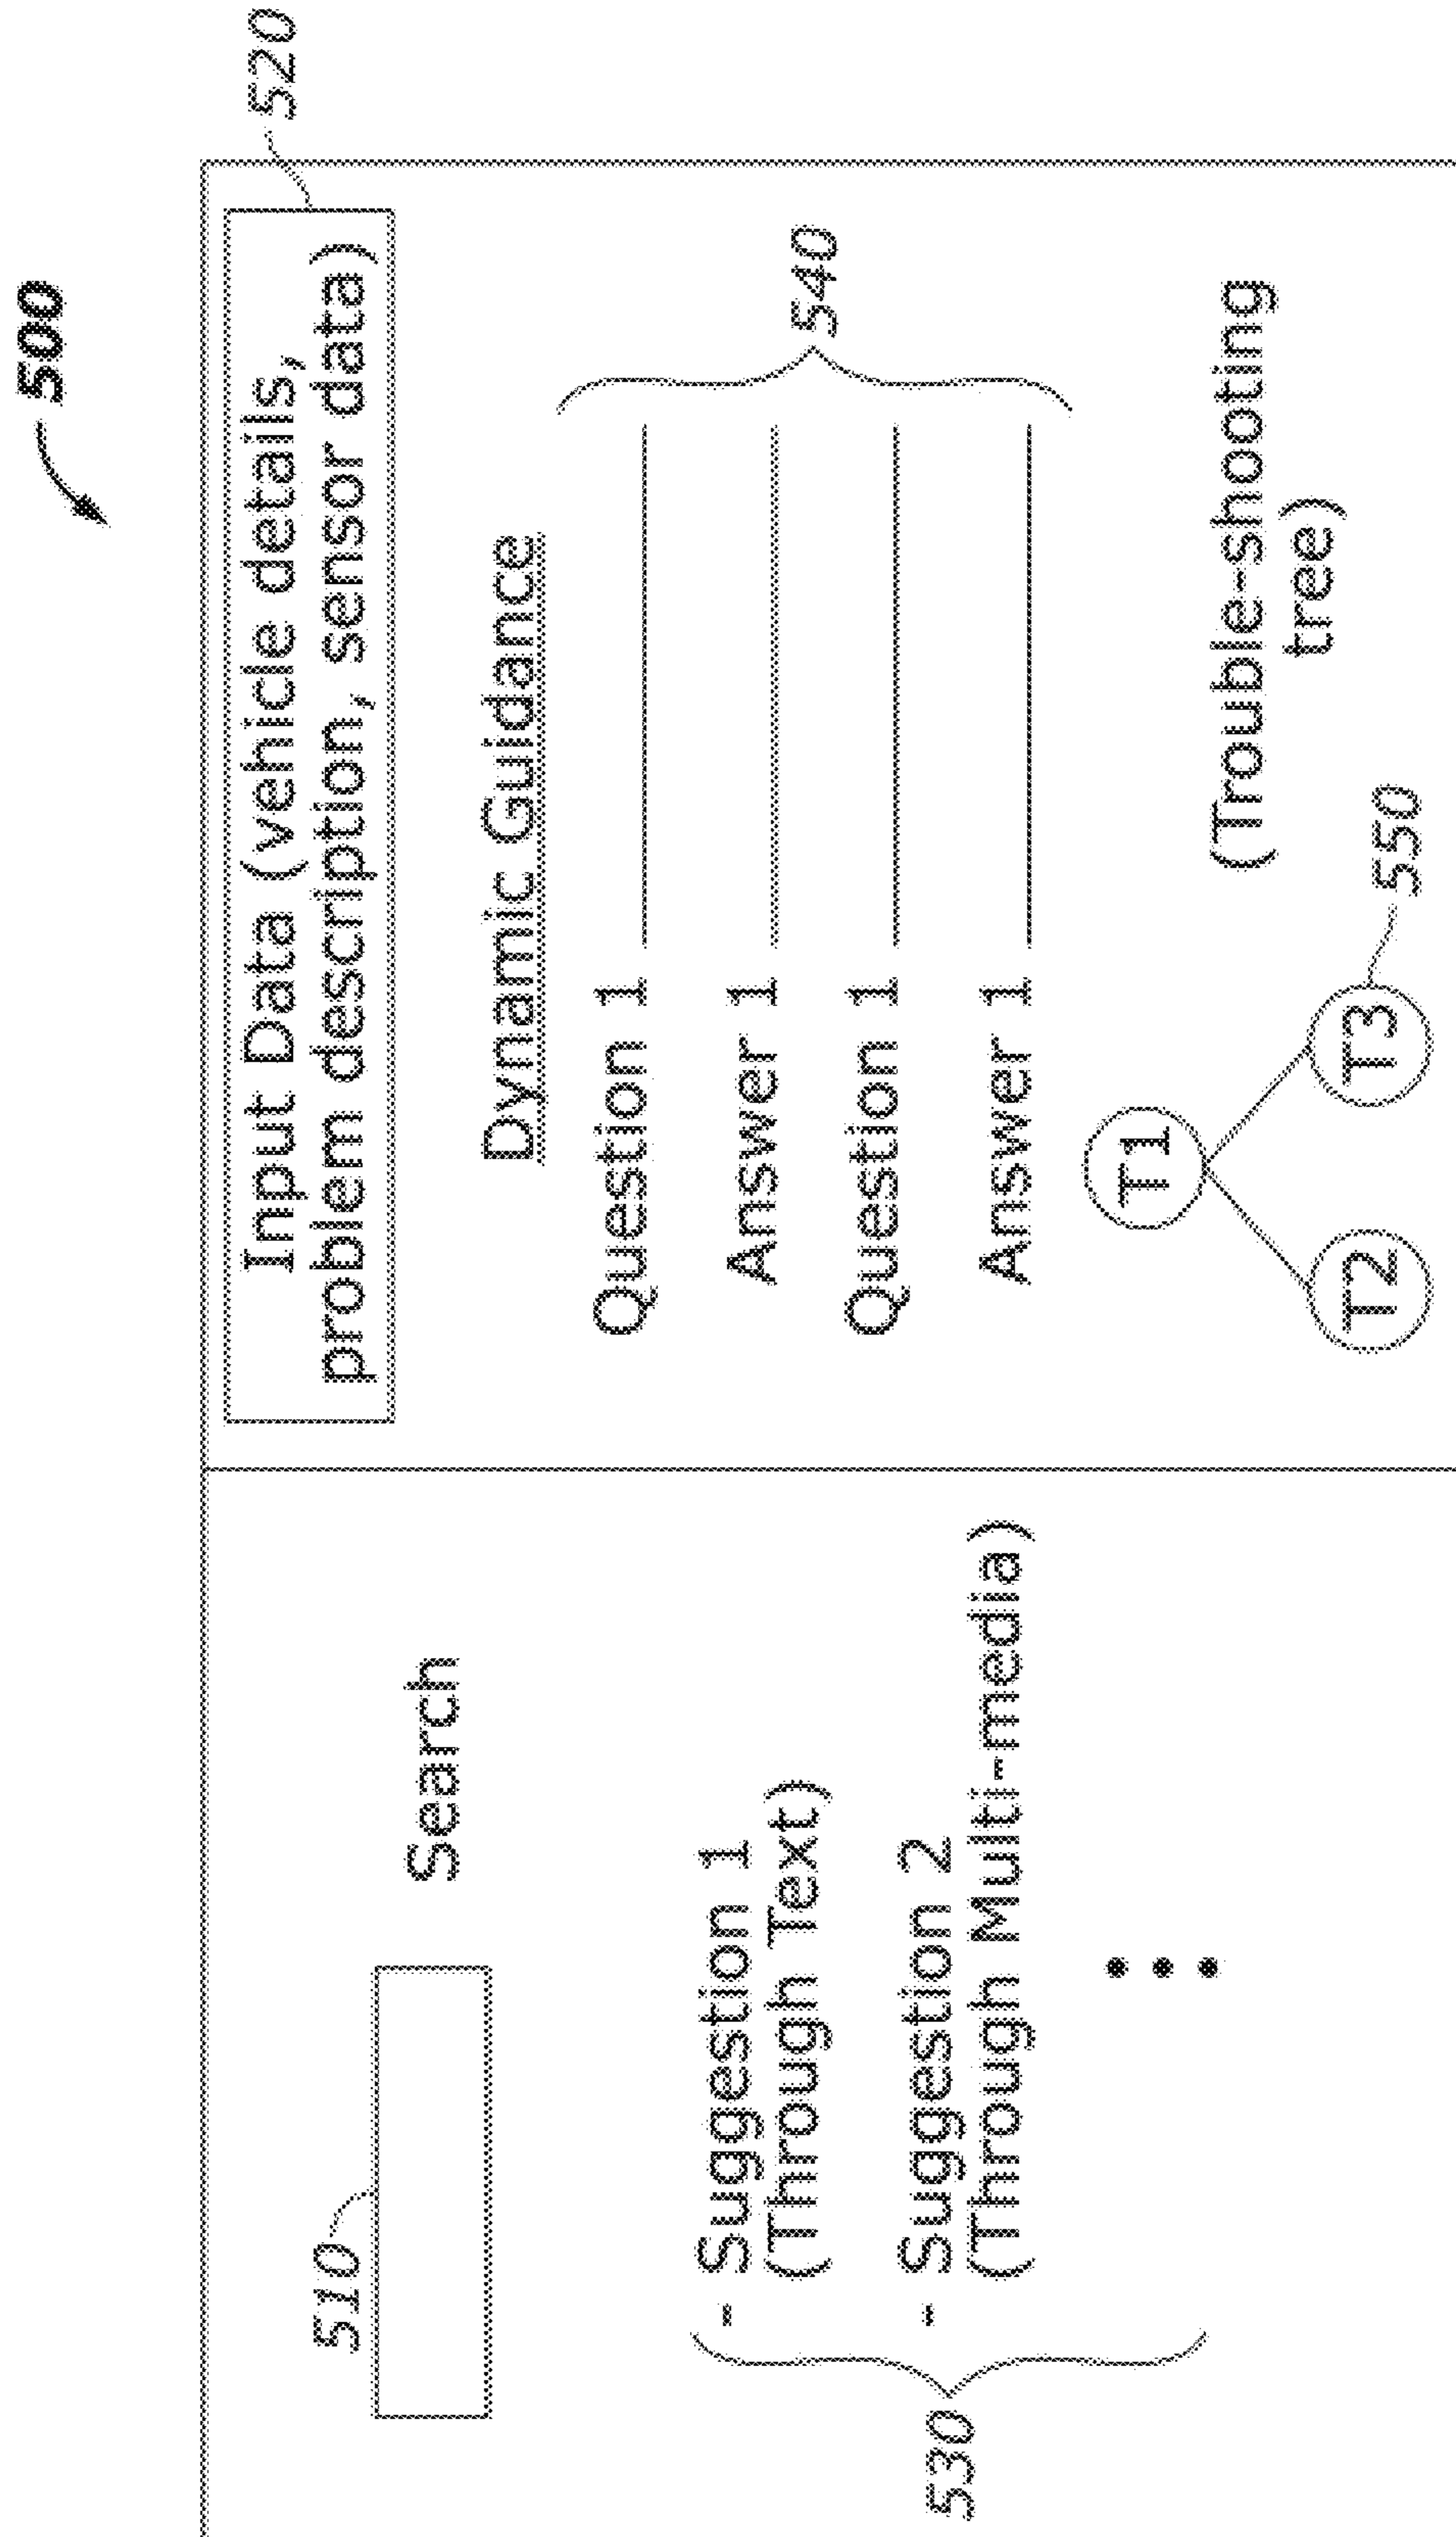 500
510
Search
530
- Suggestion 1
(Through Text)
- Suggestion 2
(Through Multi-media)
520
Input Data (vehicle details,
problem description, sensor data)
Dynamic Guidance
Question 1
Answer 1
Question 1
Answer 1
540
T1
T2
T3
550
(Trouble-shooting
tree)